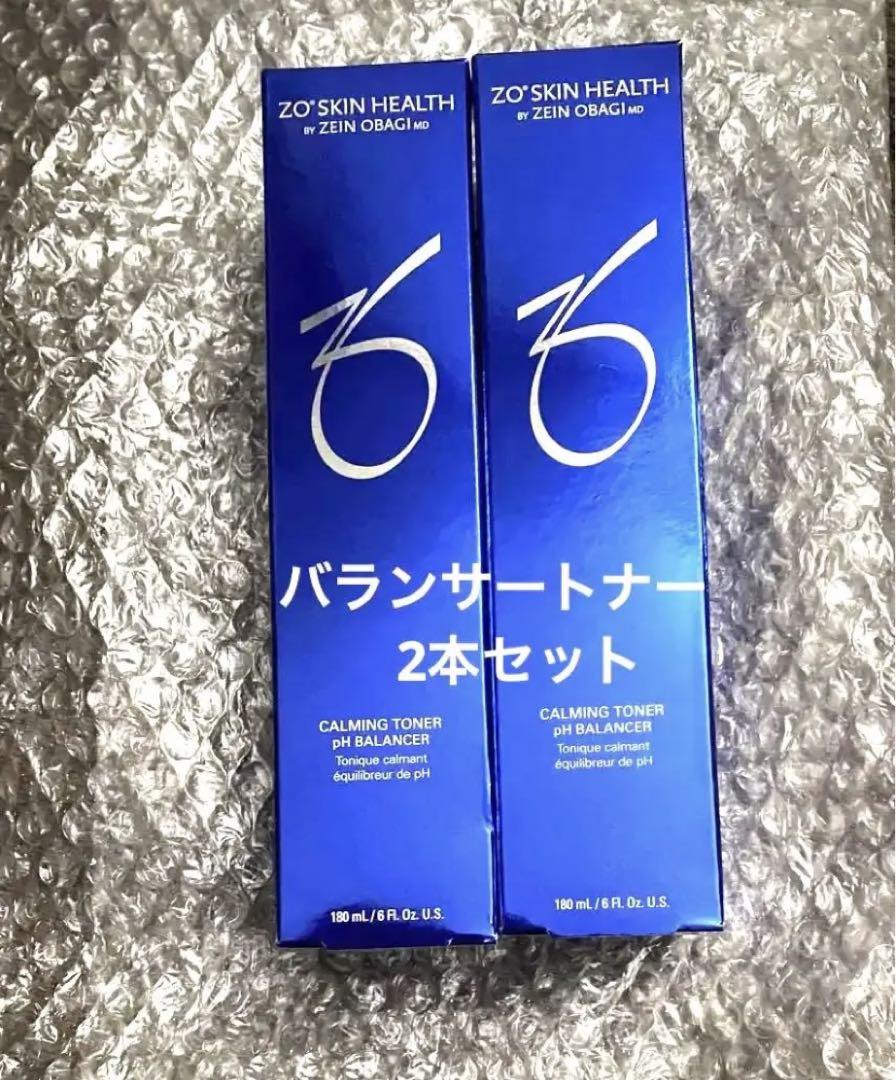 ZO® SKIN HEALTH
BY ZEIN OBAGI MD
ZO® SKIN HEALTH
BY ZEIN OBAGI MD
バランサートナー
2本セット
CALMING TONER
pH BALANCER
Tonique calmant
équilibreur de pH
180 mL / 6 Fl. Oz. U.S.
CALMING TONER
pH BALANCER
Tonique calmant
équilibreur de pH
180 mL / 6 Fl. Oz. U.S.